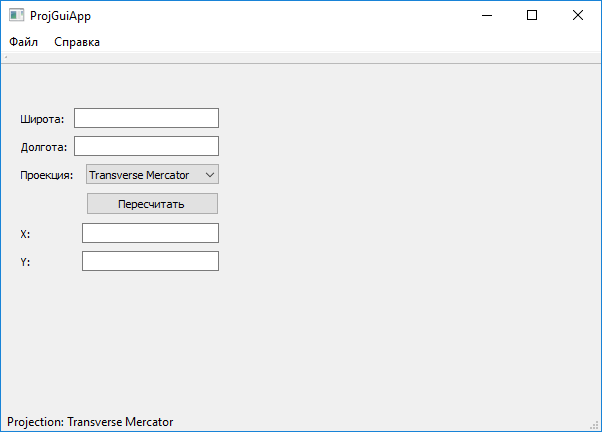 ProjGuiApp
Файл Справка
Широта:
Долгота:
Проекция: Transverse Mercator
Пересчитать
X:
Y:
Projection: Transverse Mercator